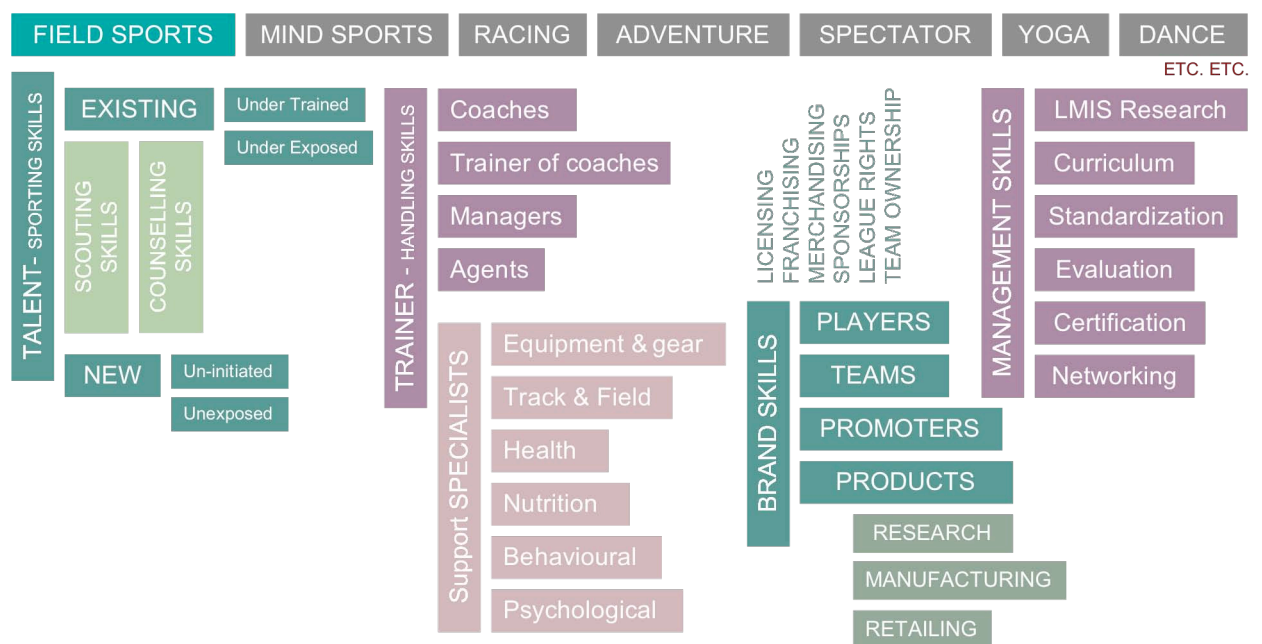 FIELD SPORTS
MIND SPORTS
RACING
ADVENTURE
SPECTATOR
YOGA
DANCE
ETC. ETC.
TALENT- SPORTING SKILLS
EXISTING
Under Trained
Under Exposed
SCOUTING
SKILLS
COUNSELLING
SKILLS
NEW
Un-initiated
Unexposed
TRAINER - HANDLING SKILLS
Coaches
Trainer of coaches
Managers
Agents
Support SPECIALISTS
Equipment & gear
Track & Field
Health
Nutrition
Behavioural
Psychological
LICENSING
FRANCHISING
MERCHANDISING
SPONSORSHIPS
LEAGUE RIGHTS
TEAM OWNERSHIP
BRAND SKILLS
PLAYERS
TEAMS
PROMOTERS
PRODUCTS
RESEARCH
MANUFACTURING
RETAILING
MANAGEMENT SKILLS
LMIS Research
Curriculum
Standardization
Evaluation
Certification
Networking